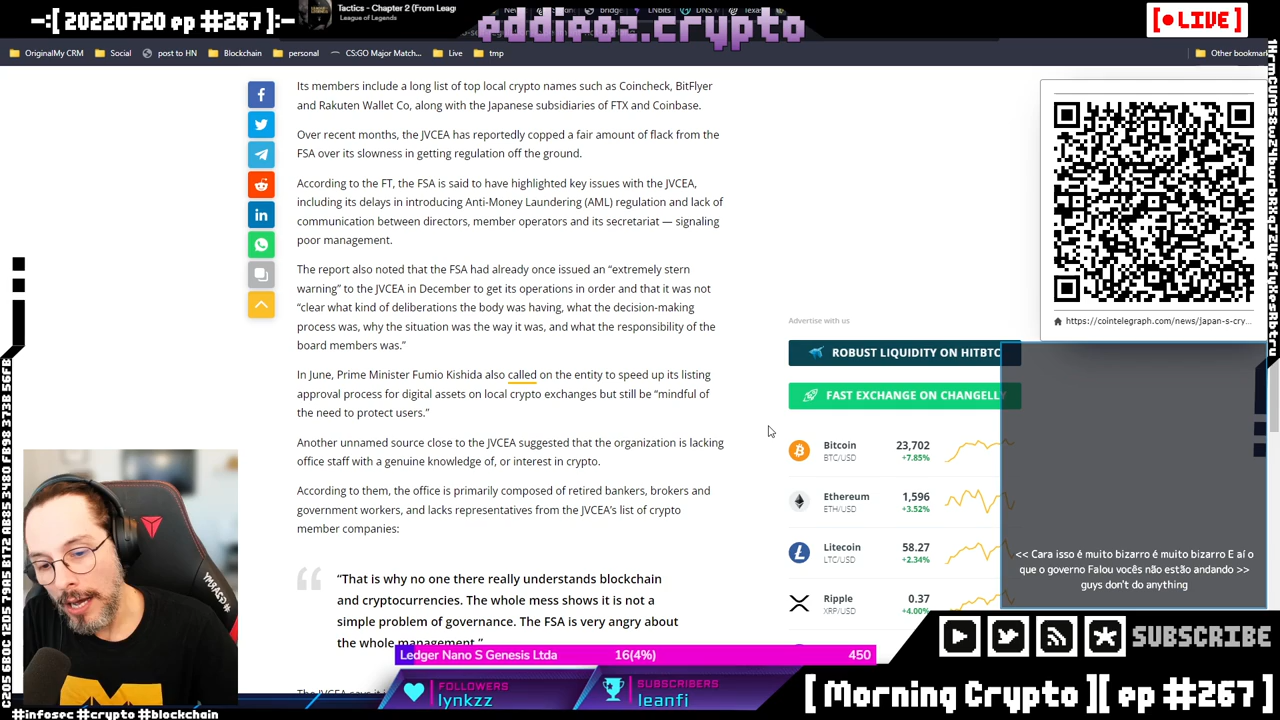 –:[ 20220720 ep #267 ]:–
Tactics - Chapter 2 (From Leag
League of Legends
eddieoz.crypto
[●LIVE]
OriginalMy CRM
Social
post to HN
Blockchain
personal
CS:GO Major Match...
Live
tmp
Other bookmark
Its members include a long list of top local crypto names such as Coincheck, BitFlyer
and Rakuten Wallet Co, along with the Japanese subsidiaries of FTX and Coinbase.
Over recent months, the JVCEA has reportedly copped a fair amount of flack from the
FSA over its slowness in getting regulation off the ground.
According to the FT, the FSA is said to have highlighted key issues with the JVCEA,
including its delays in introducing Anti-Money Laundering (AML) regulation and lack of
communication between directors, member operators and its secretariat — signaling
poor management.
The report also noted that the FSA had already once issued an “extremely stern
warning” to the JVCEA in December to get its operations in order and that it was not
“clear what kind of deliberations the body was having, what the decision-making
process was, why the situation was the way it was, and what the responsibility of the
board members was.”
In June, Prime Minister Fumio Kishida also called on the entity to speed up its listing
approval process for digital assets on local crypto exchanges but still be “mindful of
the need to protect users.”
Another unnamed source close to the JVCEA suggested that the organization is lacking
office staff with a genuine knowledge of, or interest in crypto.
According to them, the office is primarily composed of retired bankers, brokers and
government workers, and lacks representatives from the JVCEA’s list of crypto
member companies:
“That is why no one there really understands blockchain
and cryptocurrencies. The whole mess shows it is not a
simple problem of governance. The FSA is very angry about
the whole management.”
https://cointelegraph.com/news/japan-s-cry...
Advertise with us
ROBUST LIQUIDITY ON HITBTC
FAST EXCHANGE ON CHANGELLY
Bitcoin 23,702
BTC/USD +7.85%
Ethereum 1,596
ETH/USD +3.52%
Litecoin 58.27
LTC/USD +2.34%
Ripple 0.37
XRP/USD +4.00%
<< Cara isso é muito bizarro é muito bizarro E aí o
que o governo Falou vocês não estão andando >>
guys don't do anything
Ledger Nano S Genesis Ltda 16(4%) 450
FOLLOWERS
lynkzz
SUBSCRIBERS
leanfi
SUBSCRIBE
[ Morning Crypto ][ ep #267 ]
#infosec #crypto #blockchain